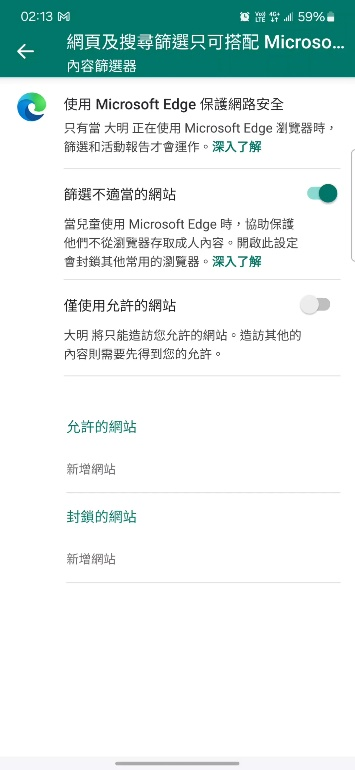 02:13 59%
網頁及搜尋篩選只可搭配 Microso...
內容篩選器
使用 Microsoft Edge 保護網路安全
只有當 大明 正在使用 Microsoft Edge 瀏覽器時，
篩選和活動報告才會運作。深入了解
篩選不適當的網站
當兒童使用 Microsoft Edge 時，協助保護
他們不從瀏覽器存取成人內容。開啟此設定
會封鎖其他常用的瀏覽器。深入了解
僅使用允許的網站
大明 將只能造訪您允許的網站。造訪其他的
內容則需要先得到您的允許。
允許的網站
新增網站
封鎖的網站
新增網站